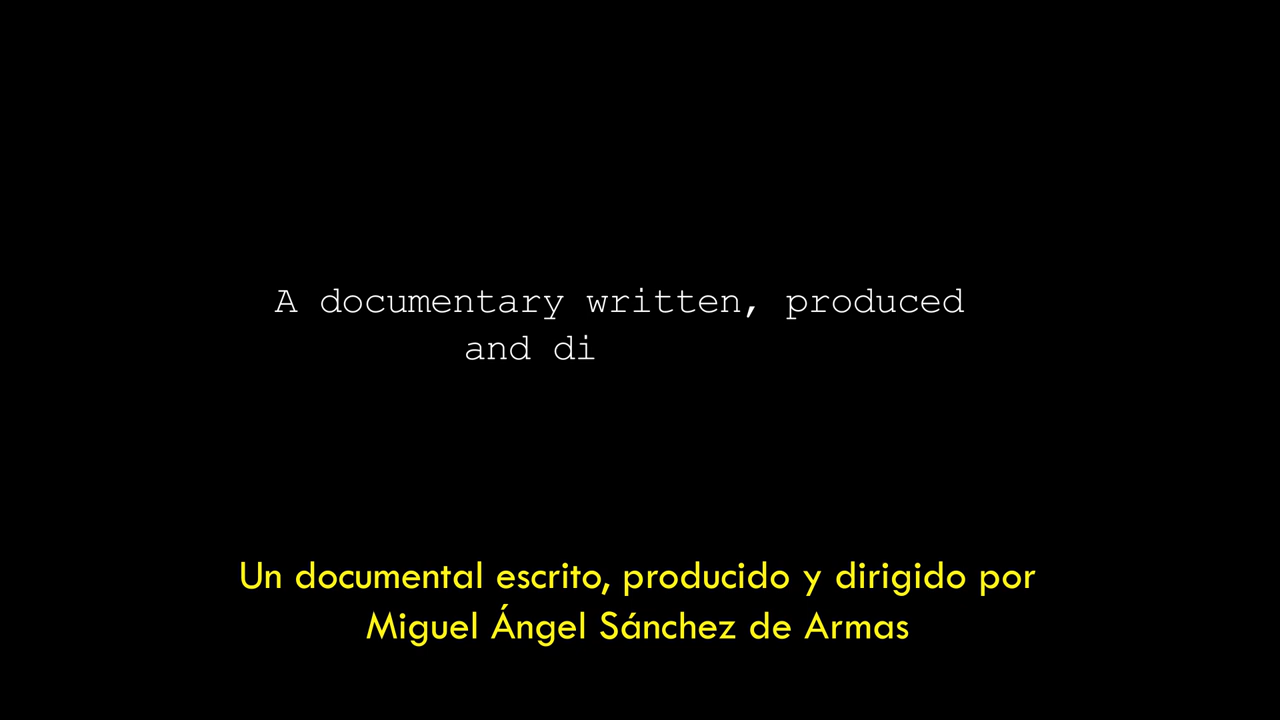 A documentary written, produced
and di
Un documental escrito, producido y dirigido por
Miguel Ángel Sánchez de Armas